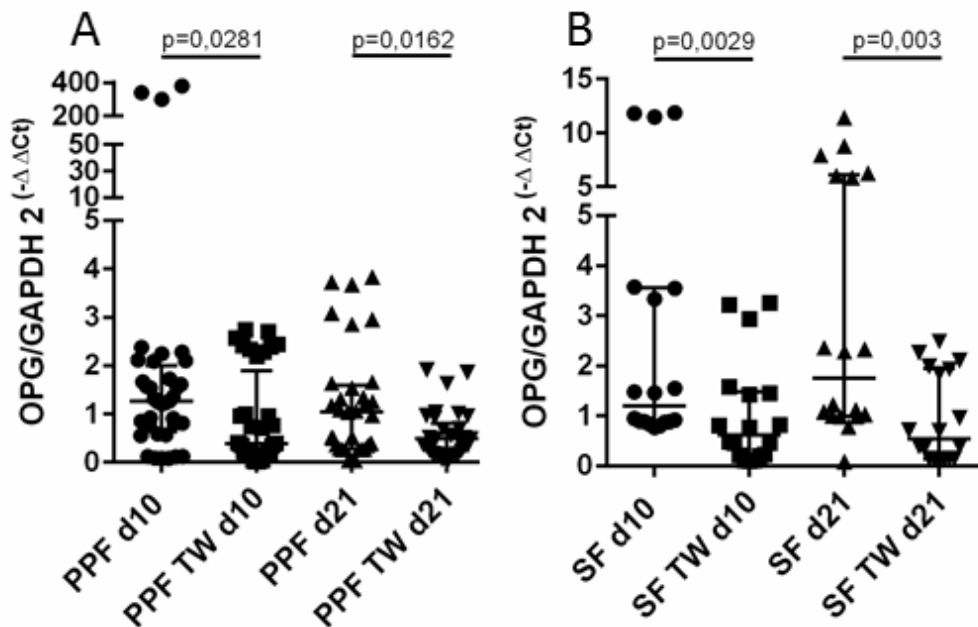 A
p=0,0281
p=0,0162
OPG/GAPDH 2 (-Δ ΔCt)
400
200
50
30
10
5
4
3
2
1
0
PPF d10
PPF TW d10
PPF d21
PPF TW d21
B
p=0,0029
p=0,003
OPG/GAPDH 2 (-Δ ΔCt)
15
10
5
5
4
3
2
1
0
SF d10
SF TW d10
SF d21
SF TW d21